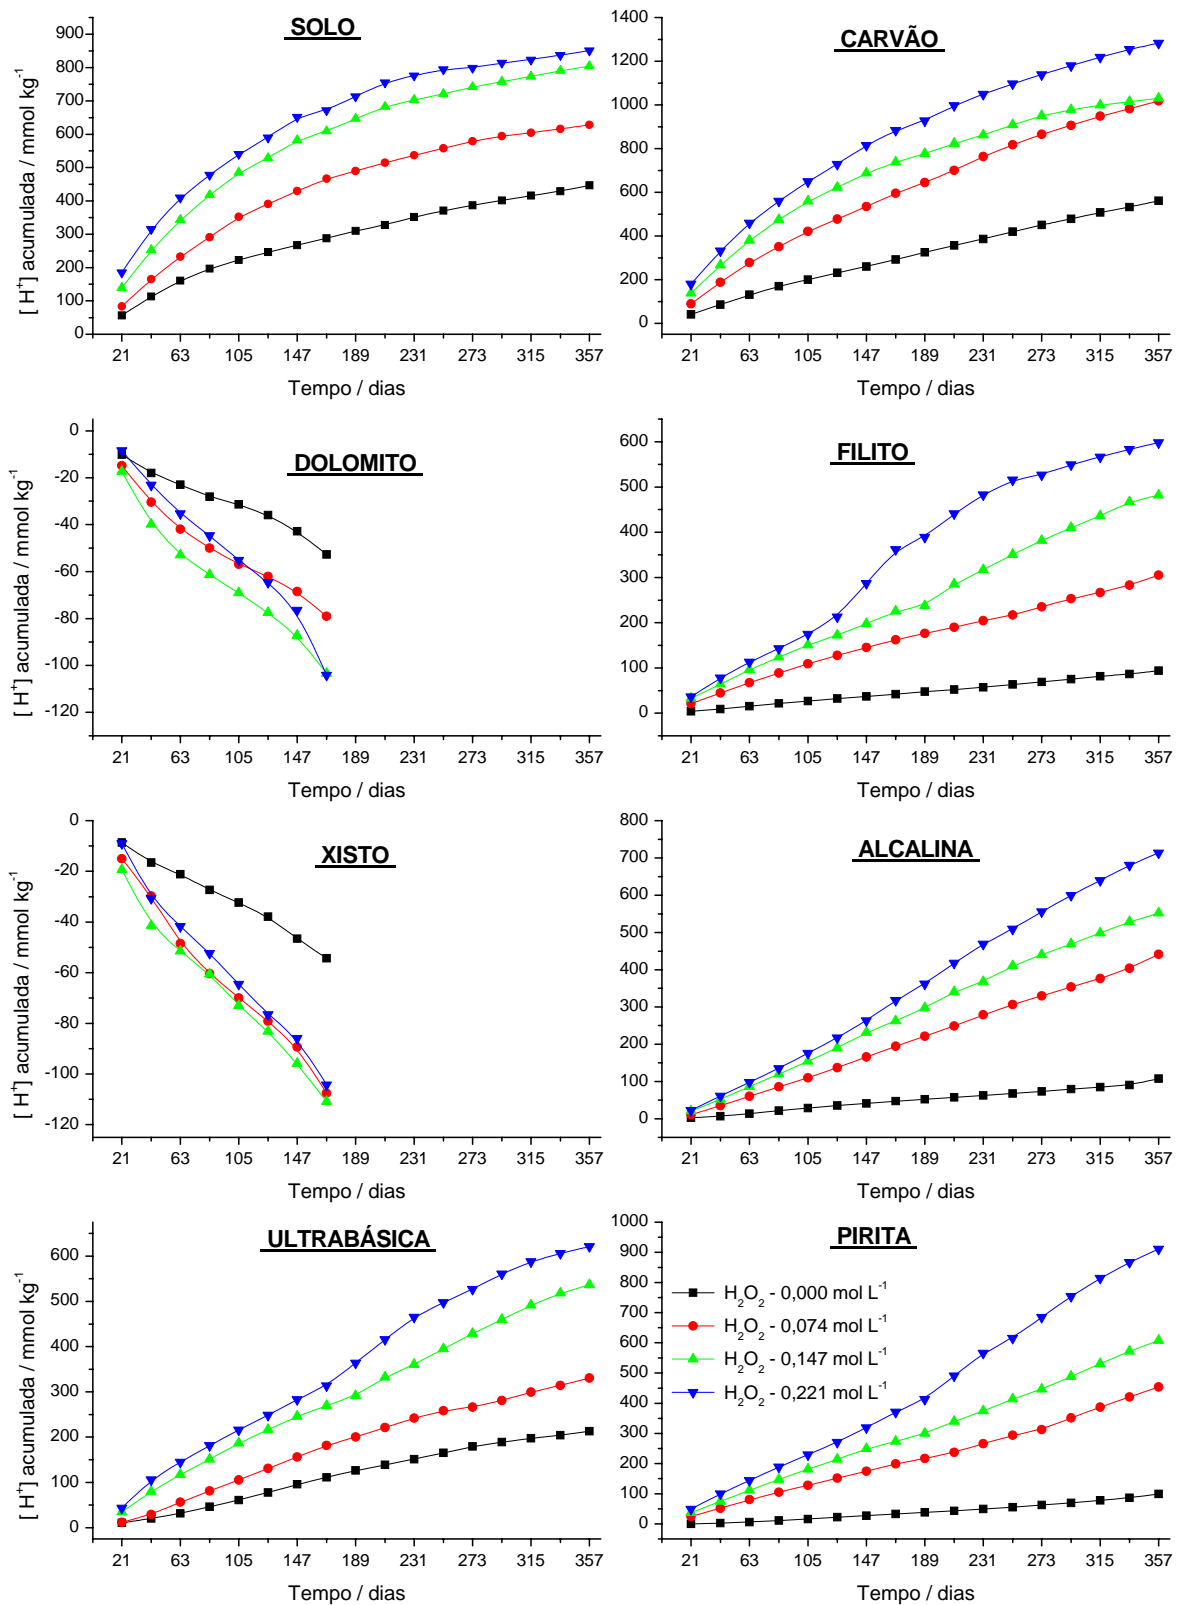 SOLO
900
800
700
600
500
400
300
200
100
0
[ H+] acumulada / mmol kg-1
21 63 105 147 189 231 273 315 357
Tempo / dias
CARVÃO
1400
1200
1000
800
600
400
200
0
21 63 105 147 189 231 273 315 357
Tempo / dias
DOLOMITO
0
-20
-40
-60
-80
-100
-120
[ H+] acumulada / mmol kg-1
21 63 105 147 189 231 273 315 357
Tempo / dias
FILITO
600
500
400
300
200
100
0
21 63 105 147 189 231 273 315 357
Tempo / dias
XISTO
0
-20
-40
-60
-80
-100
-120
[ H+] acumulada / mmol kg-1
21 63 105 147 189 231 273 315 357
Tempo / dias
ALCALINA
800
700
600
500
400
300
200
100
0
21 63 105 147 189 231 273 315 357
Tempo / dias
ULTRABÁSICA
600
500
400
300
200
100
0
[ H+] acumulada / mmol kg-1
21 63 105 147 189 231 273 315 357
Tempo / dias
PIRITA
1000
900
800
700
600
500
400
300
200
100
0
H2O2 - 0,000 mol L-1
H2O2 - 0,074 mol L-1
H2O2 - 0,147 mol L-1
H2O2 - 0,221 mol L-1
21 63 105 147 189 231 273 315 357
Tempo / dias